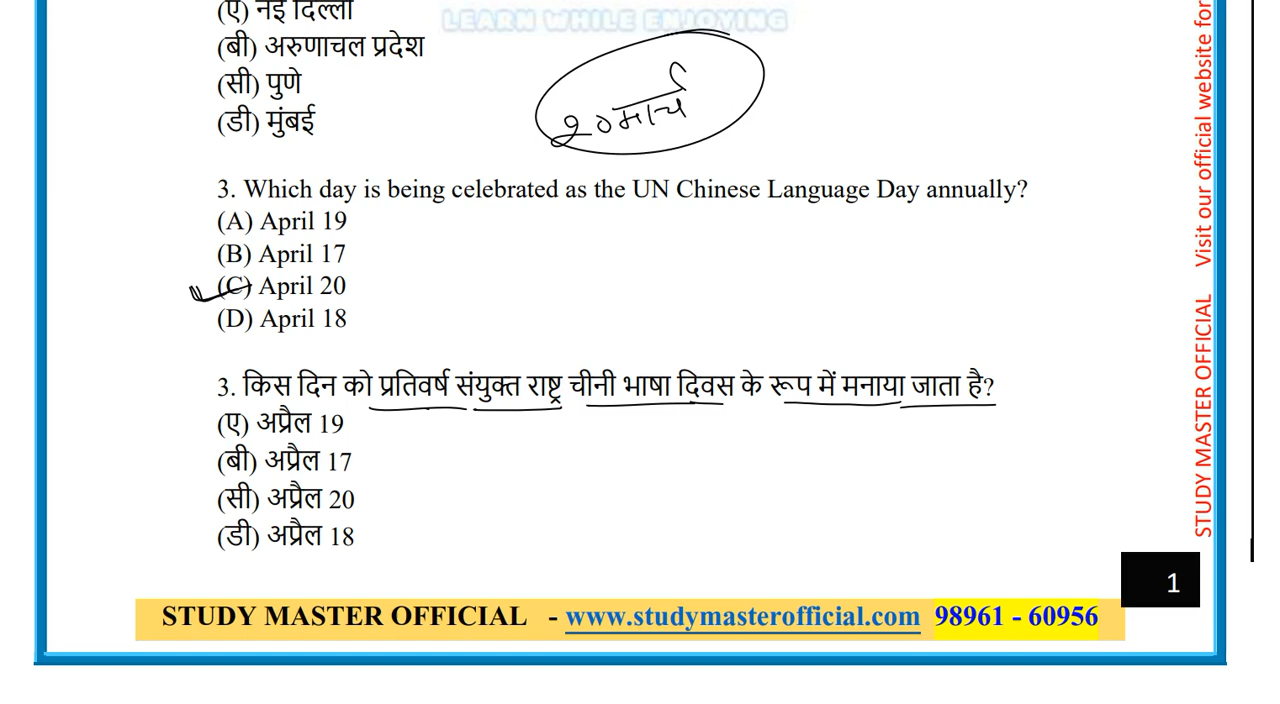 (ए) नई दिल्ली
LEARN WHILE ENJOYING
(बी) अरुणाचल प्रदेश
(सी) पुणे
(डी) मुंबई
२० मार्च
3. Which day is being celebrated as the UN Chinese Language Day annually?
(A) April 19
(B) April 17
(C) April 20
(D) April 18
3. किस दिन को प्रतिवर्ष संयुक्त राष्ट्र चीनी भाषा दिवस के रूप में मनाया जाता है?
(ए) अप्रैल 19
(बी) अप्रैल 17
(सी) अप्रैल 20
(डी) अप्रैल 18
STUDY MASTER OFFICIAL Visit our official website for
1
STUDY MASTER OFFICIAL - www.studymasterofficial.com 98961 - 60956